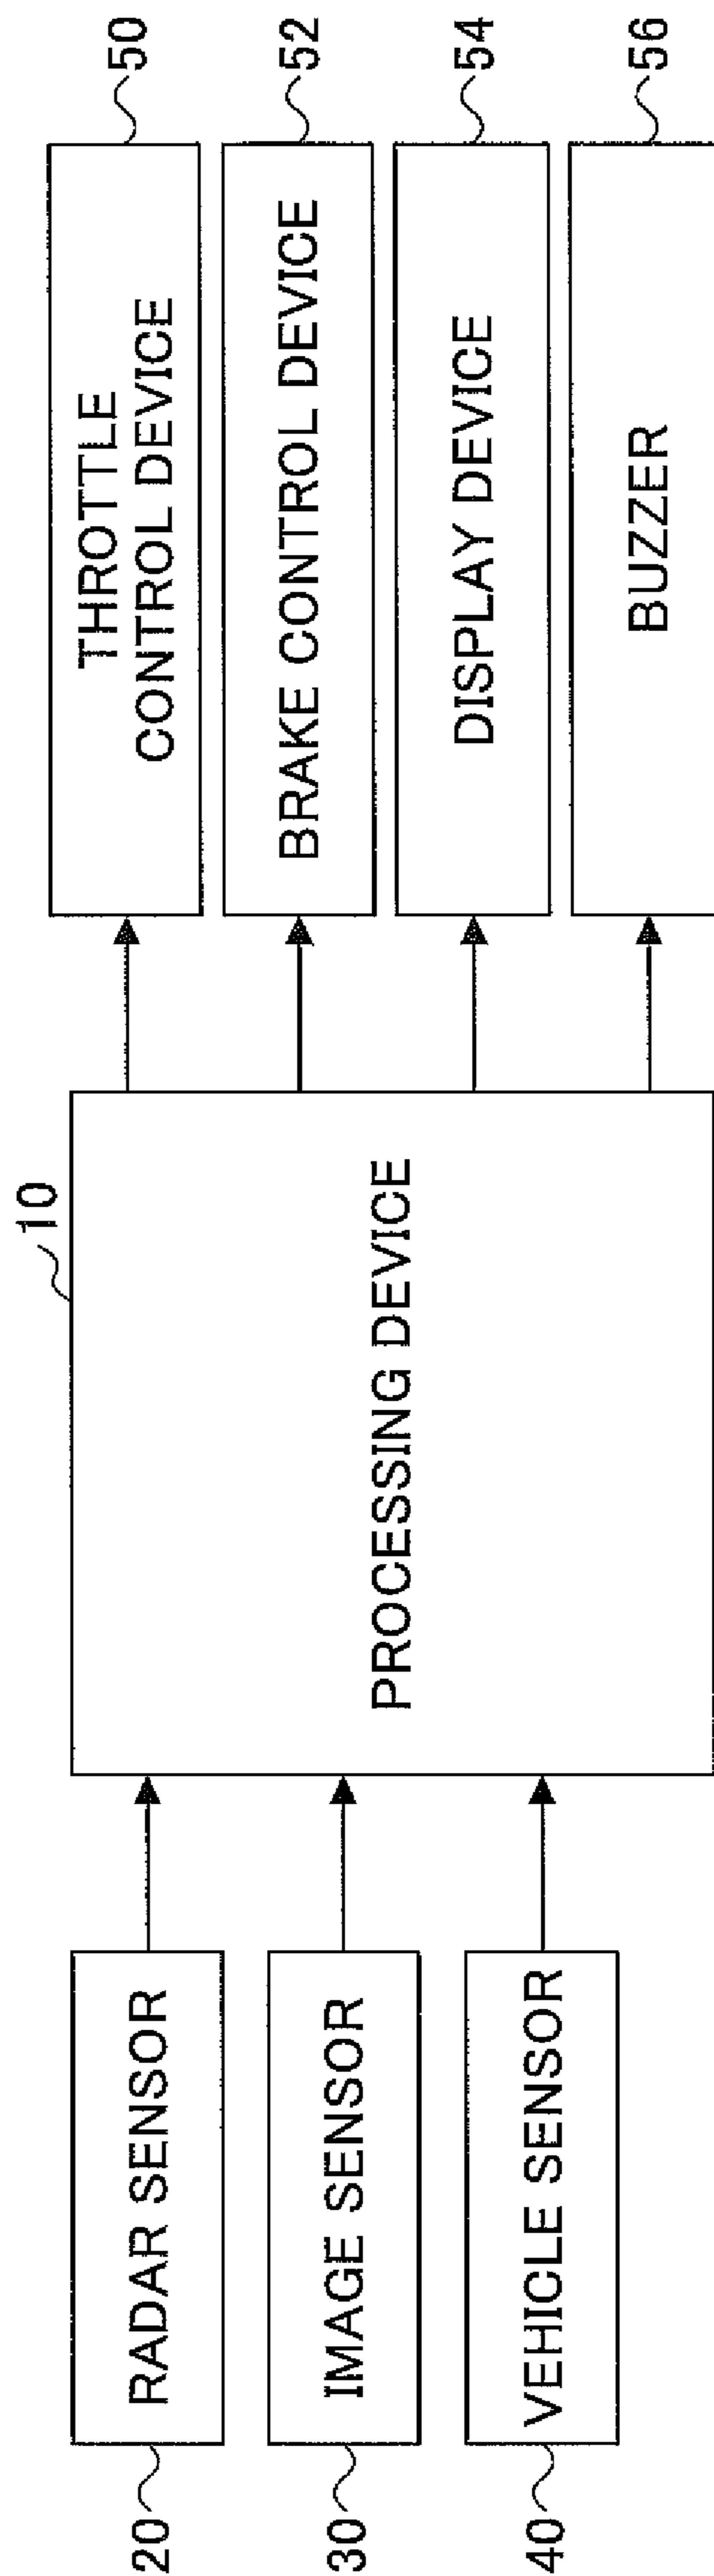 10
20
RADAR SENSOR
30
IMAGE SENSOR
40
VEHICLE SENSOR
PROCESSING DEVICE
THROTTLE
CONTROL DEVICE
50
BRAKE CONTROL DEVICE
52
DISPLAY DEVICE
54
BUZZER
56